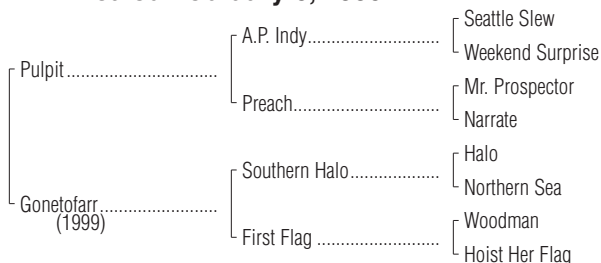 Seattle Slew
A.P. Indy
Weekend Surprise
Pulpit
Mr. Prospector
Preach
Narrate
Halo
Southern Halo
Northern Sea
Gonetofarr
(1999)
Woodman
First Flag
Hoist Her Flag